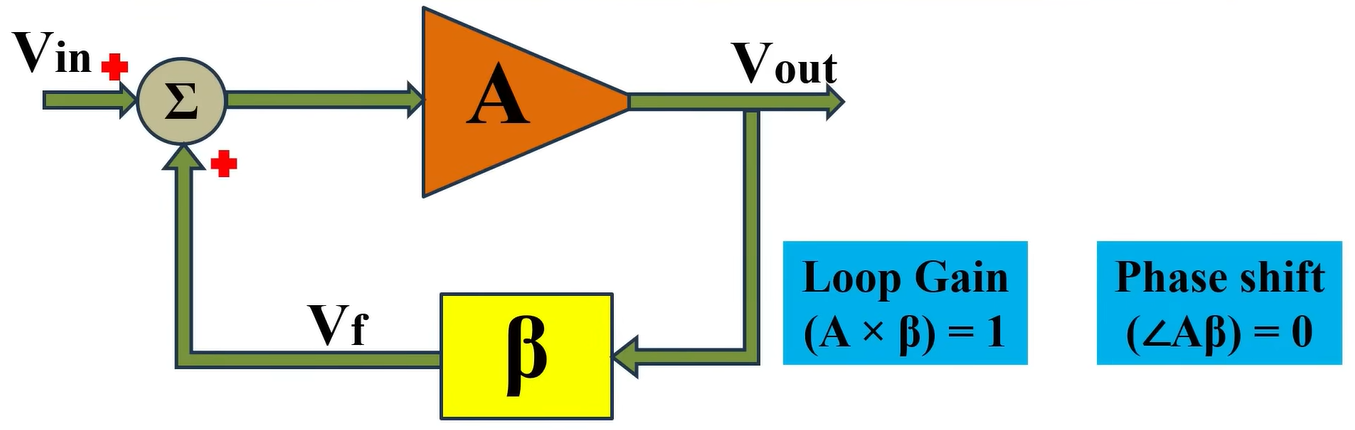 Vin
Σ
A
Vout
Vf
β
Loop Gain
(A × β) = 1
Phase shift
(∠Aβ) = 0